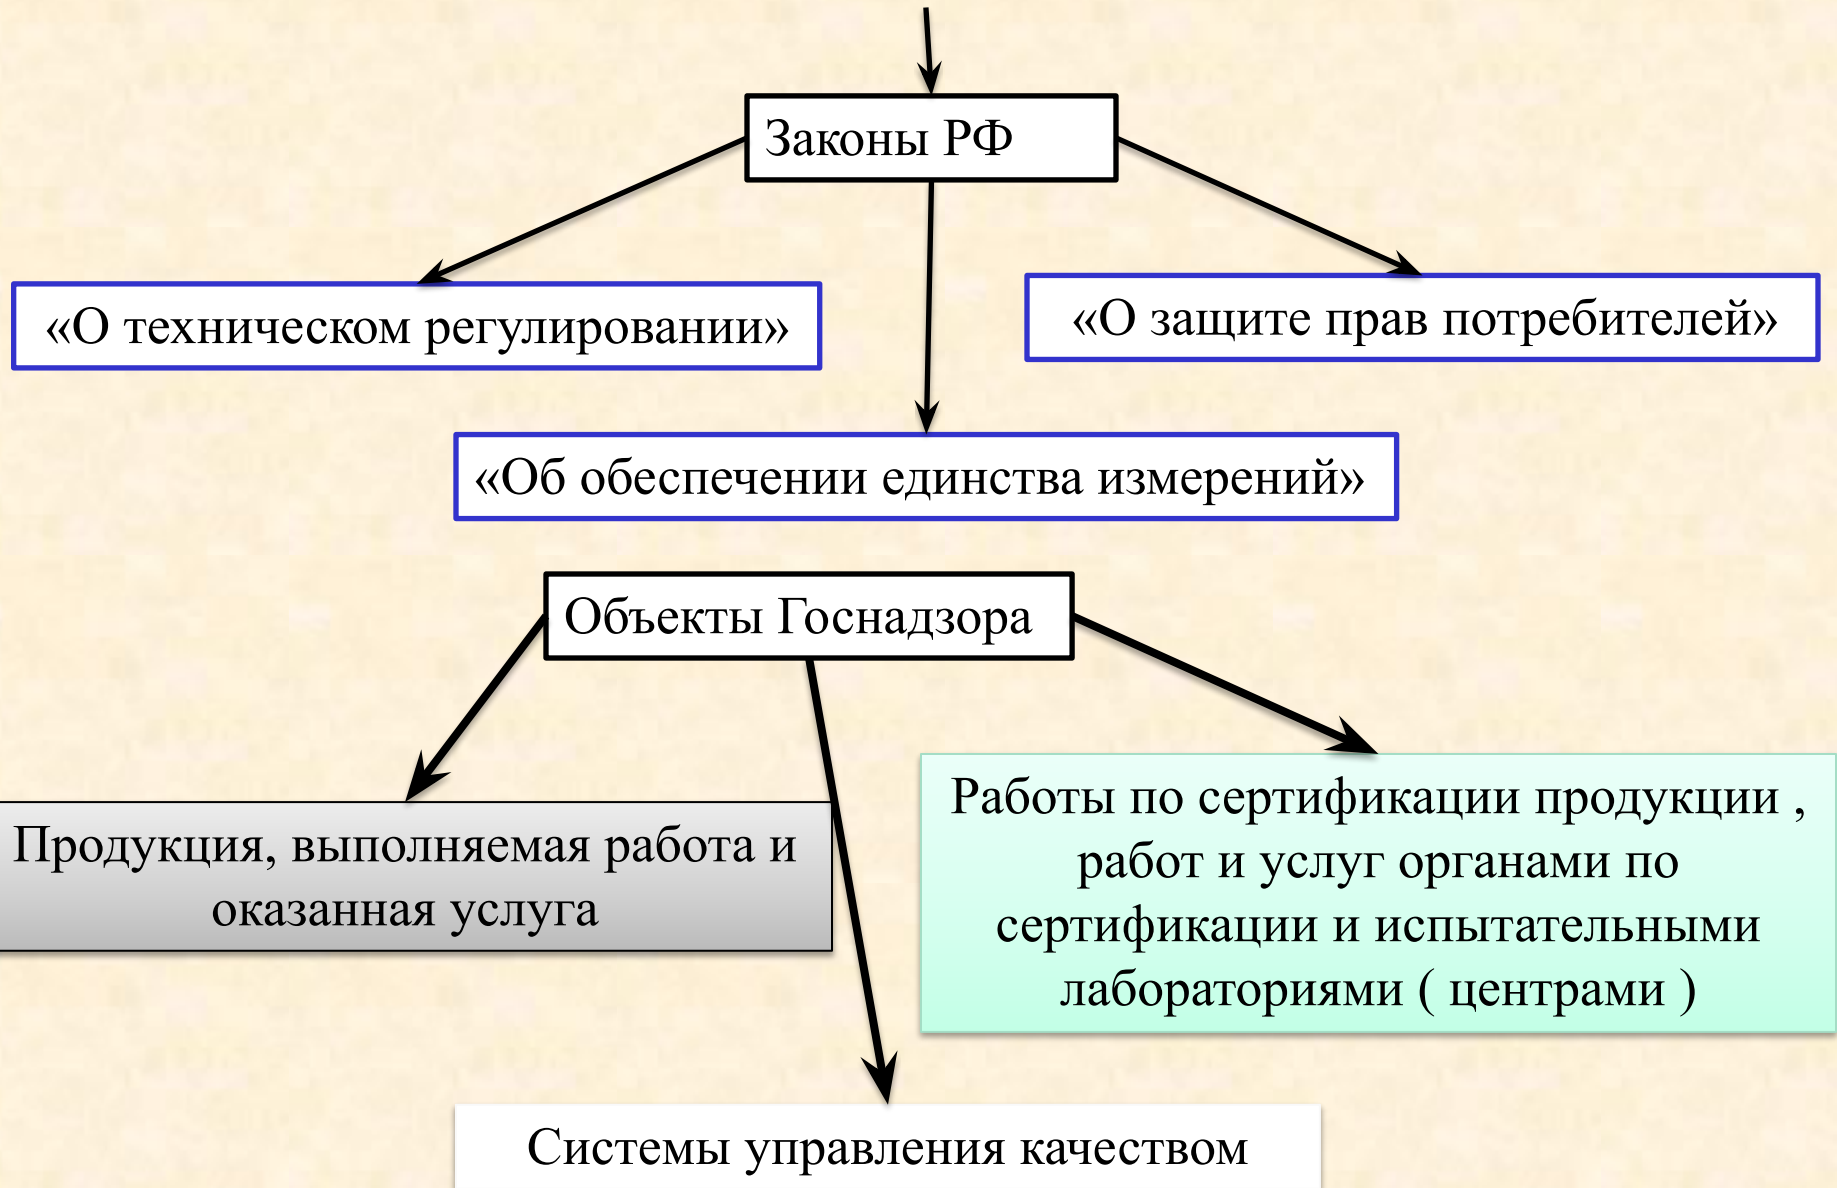 Законы РФ
«О техническом регулировании»
«О защите прав потребителей»
«Об обеспечении единства измерений»
Объекты Госнадзора
Продукция, выполняемая работа и
оказанная услуга
Работы по сертификации продукции ,
работ и услуг органами по
сертификации и испытательными
лабораториями ( центрами )
Системы управления качеством